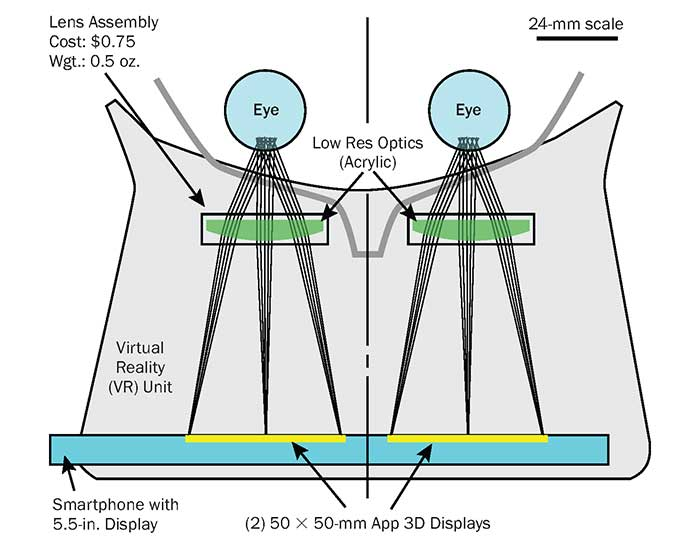 Lens Assembly
Cost: $0.75
Wgt.: 0.5 oz.
24-mm scale
Eye
Eye
Low Res Optics
(Acrylic)
Virtual
Reality
(VR) Unit
Smartphone with
5.5-in. Display
(2) 50 × 50-mm App 3D Displays